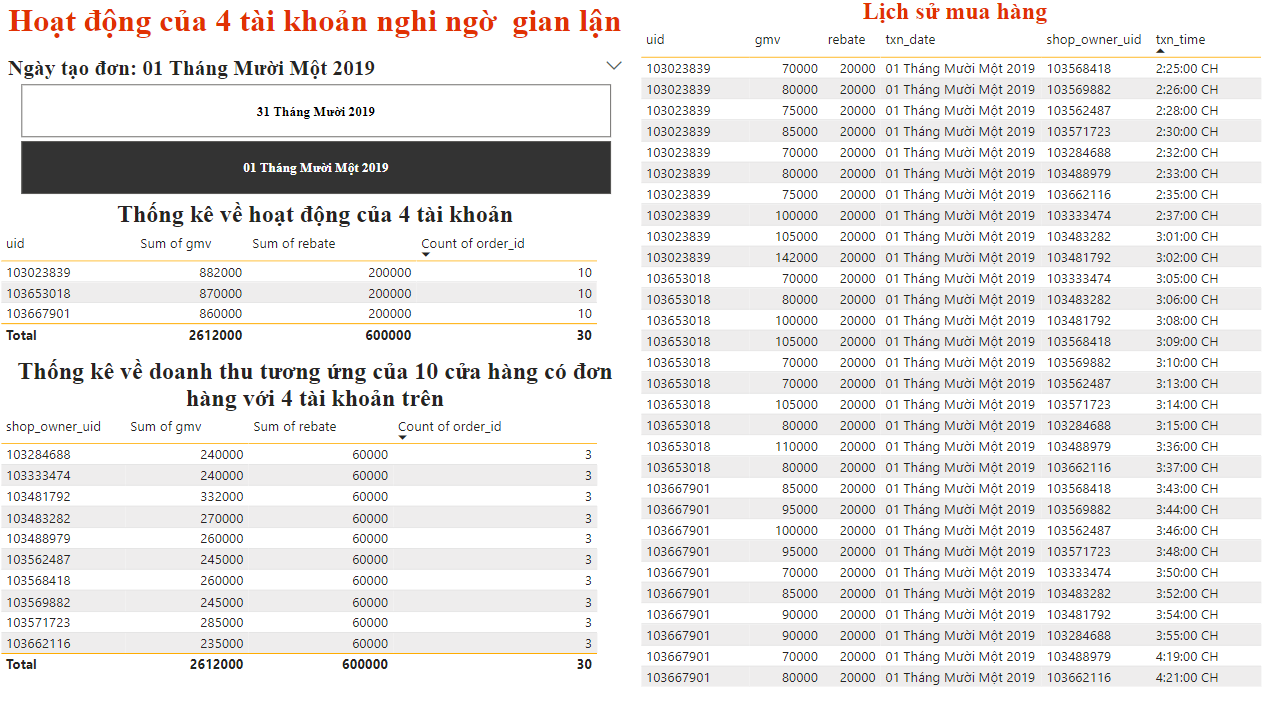 Hoạt động của 4 tài khoản nghi ngờ  gian lận
Ngày tạo đơn: 01 Tháng Mười Một 2019
31 Tháng Mười 2019
01 Tháng Mười Một 2019
Thống kê về hoạt động của 4 tài khoản
uid Sum of gmv Sum of rebate Count of order_id
103023839 882000 200000 10
103653018 870000 200000 10
103667901 860000 200000 10
Total 2612000 600000 30
Thống kê về doanh thu tương ứng của 10 cửa hàng có đơn
hàng với 4 tài khoản trên
shop_owner_uid Sum of gmv Sum of rebate Count of order_id
103284688 240000 60000 3
103333474 240000 60000 3
103481792 332000 60000 3
103483282 270000 60000 3
103488979 260000 60000 3
103562487 245000 60000 3
103568418 260000 60000 3
103569882 245000 60000 3
103571723 285000 60000 3
103662116 235000 60000 3
Total 2612000 600000 30
Lịch sử mua hàng
uid gmv rebate txn_date shop_owner_uid txn_time
103023839 70000 20000 01 Tháng Mười Một 2019 103568418 2:25:00 CH
103023839 80000 20000 01 Tháng Mười Một 2019 103569882 2:26:00 CH
103023839 75000 20000 01 Tháng Mười Một 2019 103562487 2:28:00 CH
103023839 85000 20000 01 Tháng Mười Một 2019 103571723 2:30:00 CH
103023839 70000 20000 01 Tháng Mười Một 2019 103284688 2:32:00 CH
103023839 80000 20000 01 Tháng Mười Một 2019 103488979 2:33:00 CH
103023839 75000 20000 01 Tháng Mười Một 2019 103662116 2:35:00 CH
103023839 100000 20000 01 Tháng Mười Một 2019 103333474 2:37:00 CH
103023839 105000 20000 01 Tháng Mười Một 2019 103483282 3:01:00 CH
103023839 142000 20000 01 Tháng Mười Một 2019 103481792 3:02:00 CH
103653018 70000 20000 01 Tháng Mười Một 2019 103333474 3:05:00 CH
103653018 80000 20000 01 Tháng Mười Một 2019 103483282 3:06:00 CH
103653018 100000 20000 01 Tháng Mười Một 2019 103481792 3:08:00 CH
103653018 105000 20000 01 Tháng Mười Một 2019 103568418 3:09:00 CH
103653018 70000 20000 01 Tháng Mười Một 2019 103569882 3:10:00 CH
103653018 70000 20000 01 Tháng Mười Một 2019 103562487 3:13:00 CH
103653018 105000 20000 01 Tháng Mười Một 2019 103571723 3:14:00 CH
103653018 80000 20000 01 Tháng Mười Một 2019 103284688 3:15:00 CH
103653018 110000 20000 01 Tháng Mười Một 2019 103488979 3:36:00 CH
103653018 80000 20000 01 Tháng Mười Một 2019 103662116 3:37:00 CH
103667901 85000 20000 01 Tháng Mười Một 2019 103568418 3:43:00 CH
103667901 95000 20000 01 Tháng Mười Một 2019 103569882 3:44:00 CH
103667901 100000 20000 01 Tháng Mười Một 2019 103562487 3:46:00 CH
103667901 95000 20000 01 Tháng Mười Một 2019 103571723 3:48:00 CH
103667901 70000 20000 01 Tháng Mười Một 2019 103333474 3:50:00 CH
103667901 85000 20000 01 Tháng Mười Một 2019 103483282 3:52:00 CH
103667901 90000 20000 01 Tháng Mười Một 2019 103481792 3:54:00 CH
103667901 90000 20000 01 Tháng Mười Một 2019 103284688 3:55:00 CH
103667901 70000 20000 01 Tháng Mười Một 2019 103488979 4:19:00 CH
103667901 80000 20000 01 Tháng Mười Một 2019 103662116 4:21:00 CH